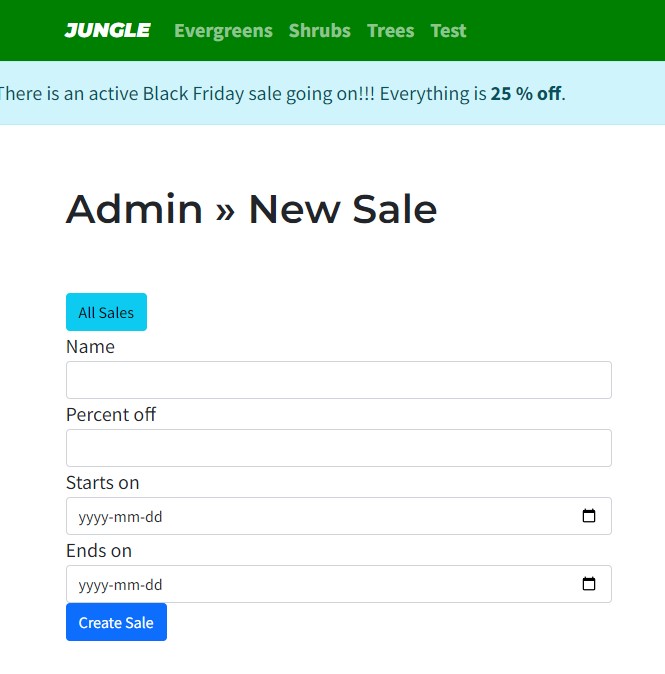 JUNGLE Evergreens Shrubs Trees Test
There is an active Black Friday sale going on!!! Everything is 25 % off.
Admin » New Sale
All Sales
Name
Percent off
Starts on
yyyy-mm-dd
Ends on
yyyy-mm-dd
Create Sale